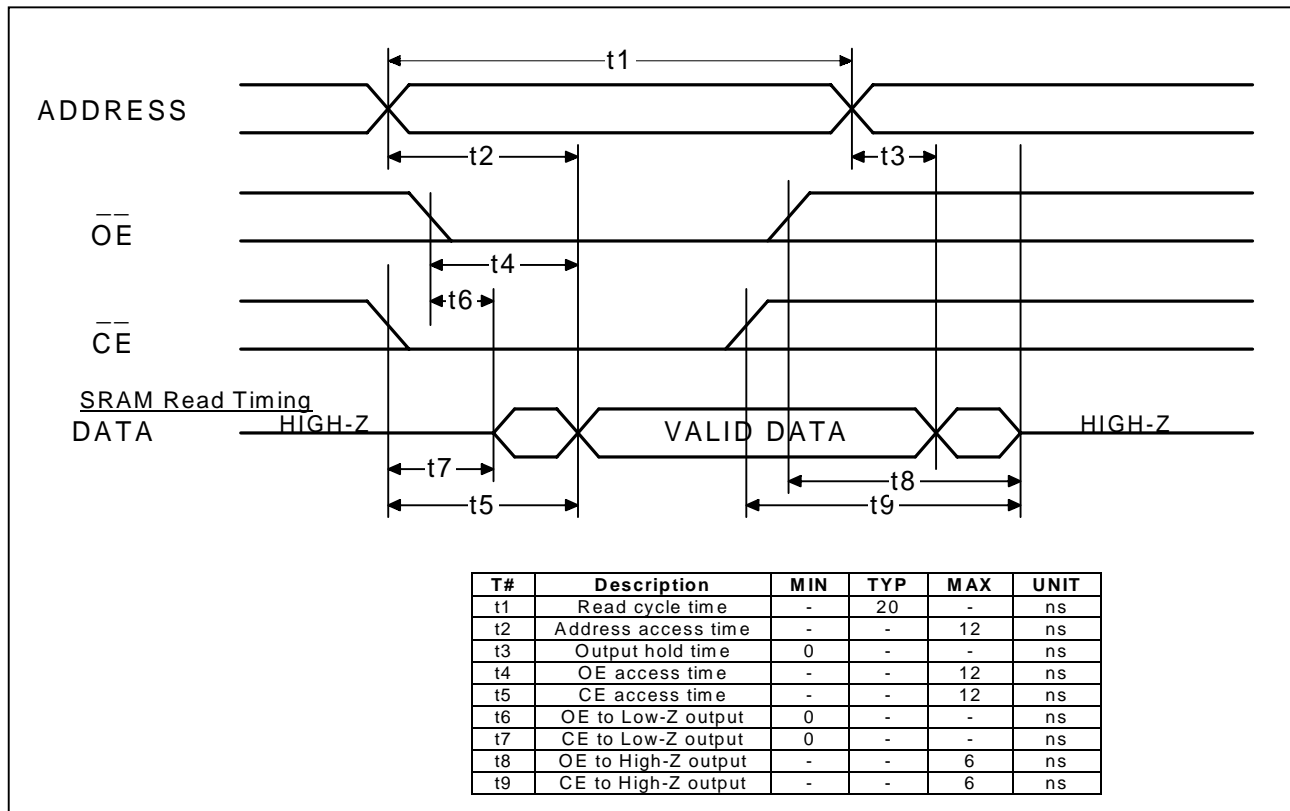 t1
ADDRESS
t2
t3
OE
t4
t6
CE
SRAM Read Timing
DATA HIGH-Z VALID DATA HIGH-Z
t7
t8
t5
t9
T# Description MIN TYP MAX UNIT
t1 Read cycle time - 20 - ns
t2 Address access time - - 12 ns
t3 Output hold time 0 - - ns
t4 OE access time - - 12 ns
t5 CE access time - - 12 ns
t6 OE to Low-Z output 0 - - ns
t7 CE to Low-Z output 0 - - ns
t8 OE to High-Z output - - 6 ns
t9 CE to High-Z output - - 6 ns